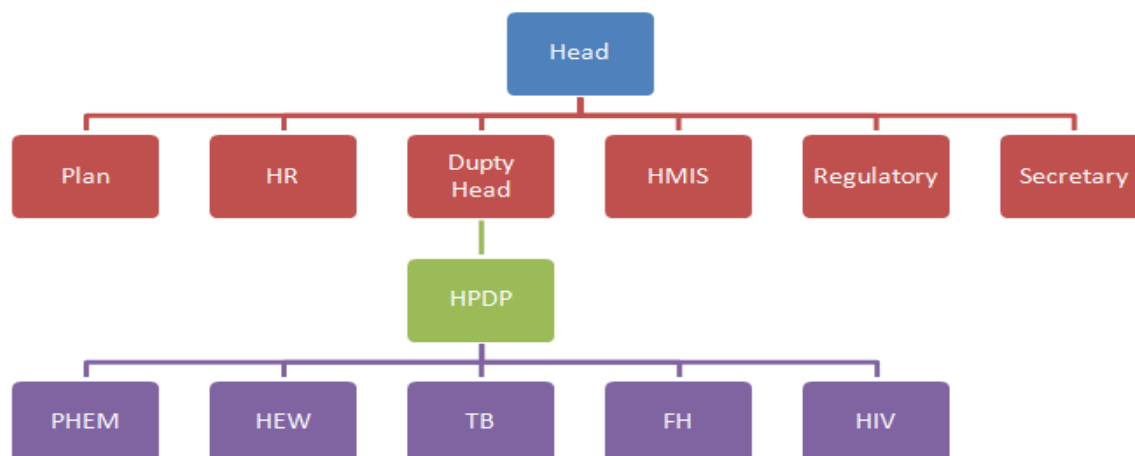 Head
Plan
HR
Dupty
Head
HMIS
Regulatory
Secretary
HPDP
PHEM
HEW
TB
FH
HIV